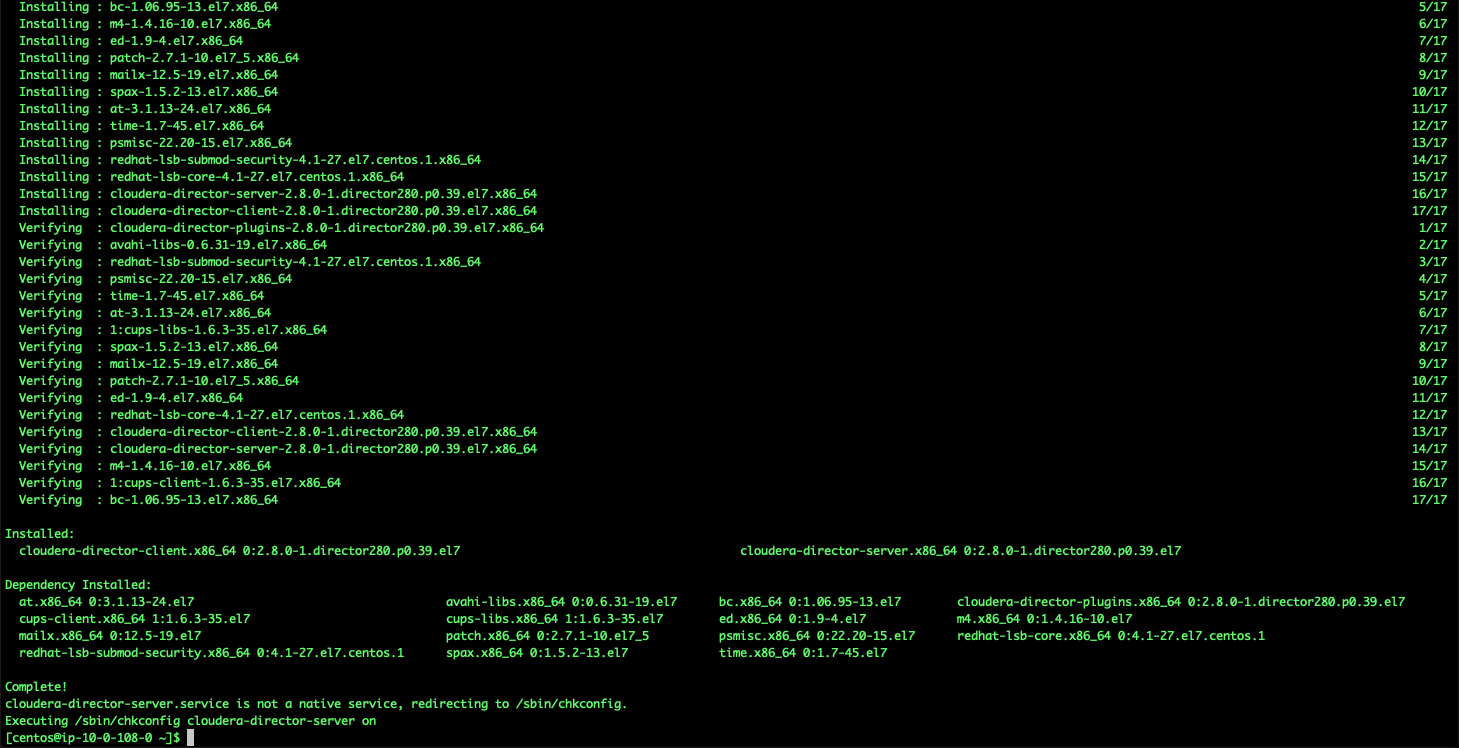 Installing : bc-1.06.95-13.el7.x86_64 5/17
Installing : m4-1.4.16-10.el7.x86_64 6/17
Installing : ed-1.9-4.el7.x86_64 7/17
Installing : patch-2.7.1-10.el7_5.x86_64 8/17
Installing : mailx-12.5-19.el7.x86_64 9/17
Installing : spax-1.5.2-13.el7.x86_64 10/17
Installing : at-3.1.13-24.el7.x86_64 11/17
Installing : time-1.7-45.el7.x86_64 12/17
Installing : psmisc-22.20-15.el7.x86_64 13/17
Installing : redhat-lsb-submod-security-4.1-27.el7.centos.1.x86_64 14/17
Installing : redhat-lsb-core-4.1-27.el7.centos.1.x86_64 15/17
Installing : cloudera-director-server-2.8.0-1.director280.p0.39.el7.x86_64 16/17
Installing : cloudera-director-client-2.8.0-1.director280.p0.39.el7.x86_64 17/17
Verifying : cloudera-director-plugins-2.8.0-1.director280.p0.39.el7.x86_64 1/17
Verifying : avahi-libs-0.6.31-19.el7.x86_64 2/17
Verifying : redhat-lsb-submod-security-4.1-27.el7.centos.1.x86_64 3/17
Verifying : psmisc-22.20-15.el7.x86_64 4/17
Verifying : time-1.7-45.el7.x86_64 5/17
Verifying : at-3.1.13-24.el7.x86_64 6/17
Verifying : 1:cups-libs-1.6.3-35.el7.x86_64 7/17
Verifying : spax-1.5.2-13.el7.x86_64 8/17
Verifying : mailx-12.5-19.el7.x86_64 9/17
Verifying : patch-2.7.1-10.el7_5.x86_64 10/17
Verifying : ed-1.9-4.el7.x86_64 11/17
Verifying : redhat-lsb-core-4.1-27.el7.centos.1.x86_64 12/17
Verifying : cloudera-director-client-2.8.0-1.director280.p0.39.el7.x86_64 13/17
Verifying : cloudera-director-server-2.8.0-1.director280.p0.39.el7.x86_64 14/17
Verifying : m4-1.4.16-10.el7.x86_64 15/17
Verifying : 1:cups-client-1.6.3-35.el7.x86_64 16/17
Verifying : bc-1.06.95-13.el7.x86_64 17/17
Installed:
cloudera-director-client.x86_64 0:2.8.0-1.director280.p0.39.el7 cloudera-director-server.x86_64 0:2.8.0-1.director280.p0.39.el7
Dependency Installed:
at.x86_64 0:3.1.13-24.el7 avahi-libs.x86_64 0:0.6.31-19.el7 bc.x86_64 0:1.06.95-13.el7 cloudera-director-plugins.x86_64 0:2.8.0-1.director280.p0.39.el7
cups-client.x86_64 1:1.6.3-35.el7 cups-libs.x86_64 1:1.6.3-35.el7 ed.x86_64 0:1.9-4.el7 m4.x86_64 0:1.4.16-10.el7
mailx.x86_64 0:12.5-19.el7 patch.x86_64 0:2.7.1-10.el7_5 psmisc.x86_64 0:22.20-15.el7 redhat-lsb-core.x86_64 0:4.1-27.el7.centos.1
redhat-lsb-submod-security.x86_64 0:4.1-27.el7.centos.1 spax.x86_64 0:1.5.2-13.el7 time.x86_64 0:1.7-45.el7
Complete!
cloudera-director-server.service is not a native service, redirecting to /sbin/chkconfig.
Executing /sbin/chkconfig cloudera-director-server on
[centos@ip-10-0-108-0 ~]$